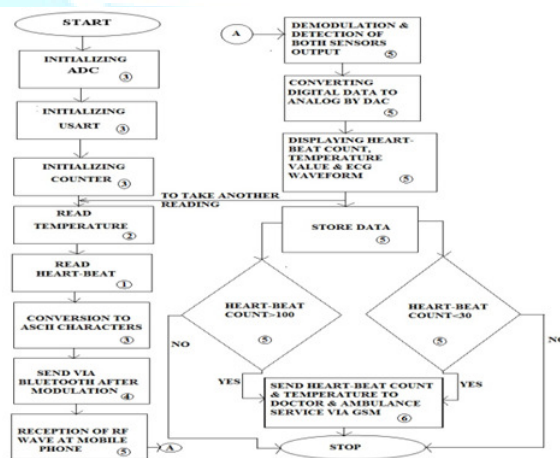 START
INITIALIZING
ADC
③
INITIALIZING
USART
③
INITIALIZING
COUNTER
③
READ
TEMPERATURE
②
READ
HEART-BEAT
①
CONVERSION TO
ASCII CHARACTERS
③
SEND VIA
BLUETOOTH AFTER
MODULATION
④
RECEPTION OF RF
WAVE AT MOBILE
PHONE
⑤
A
A
DEMODULATION &
DETECTION OF
BOTH SENSORS
OUTPUT
⑤
CONVERTING
DIGITAL DATA TO
ANALOG BY DAC
⑤
DISPLAYING HEART-
BEAT COUNT,
TEMPERATURE
VALUE & ECG
WAVEFORM
⑤
TO TAKE ANOTHER
READING
STORE DATA
⑤
HEART-BEAT
COUNT>100
⑤
HEART-BEAT
COUNT<30
⑤
NO
NO
YES
YES
SEND HEART-BEAT COUNT
& TEMPERATURE TO
DOCTOR & AMBULANCE
SERVICE VIA GSM
⑥
STOP